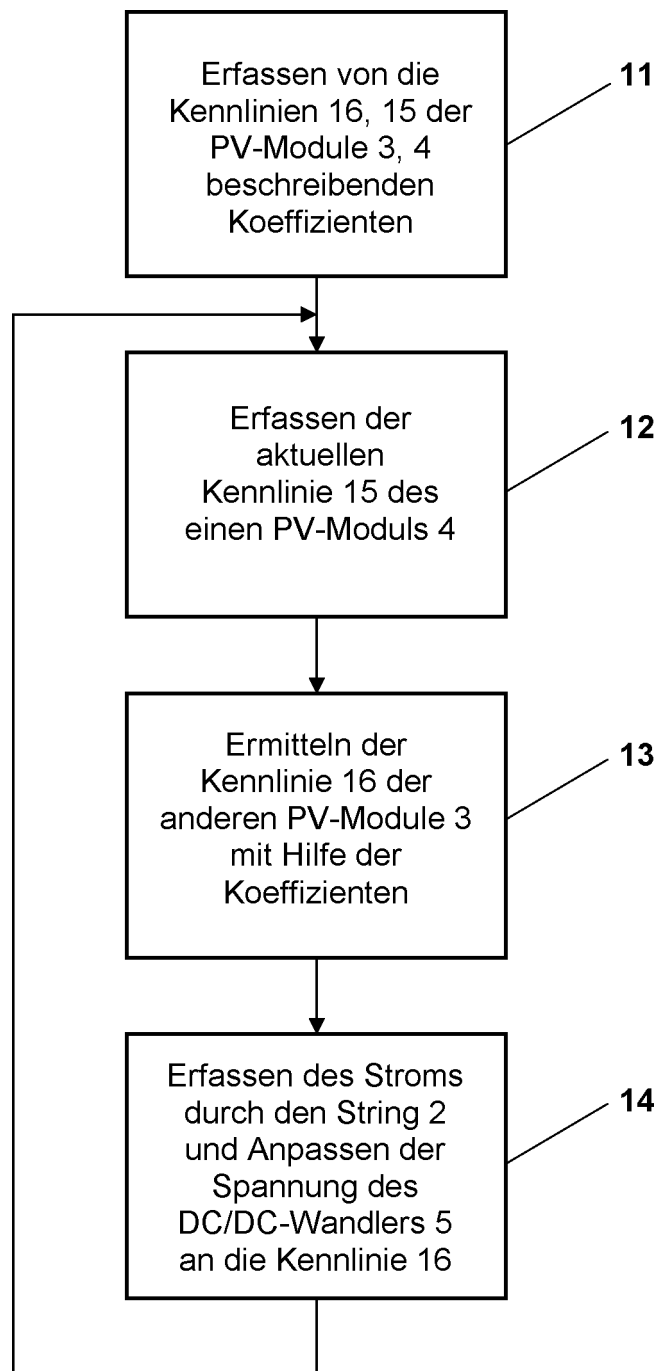 Erfassen von die
Kennlinien 16, 15 der
PV-Module 3, 4
beschreibenden
Koeffizienten
11
Erfassen der
aktuellen
Kennlinie 15 des
einen PV-Moduls 4
12
Ermitteln der
Kennlinie 16 der
anderen PV-Module 3
mit Hilfe der
Koeffizienten
13
Erfassen des Stroms
durch den String 2
und Anpassen der
Spannung des
DC/DC-Wandlers 5
an die Kennlinie 16
14